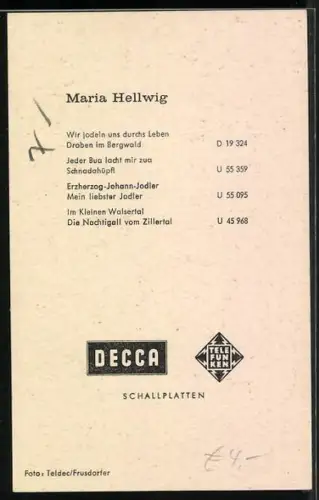 Maria Hellwig
Wir jodeln uns durchs Leben
Droben im Bergwald D 19 324
Jeder Bua lacht mir zua
Schnadahüpfl U 55 359
Erzherzog-Johann-Jodler
Mein liebster Jodler U 55 095
Im Kleinen Walsertal
Die Nachtigall vom Zillertal U 45 968
DECCA
TELE
FUN
KEN
SCHALLPLATTEN
€ 4,-
Foto: Teldec/Frusdorfer